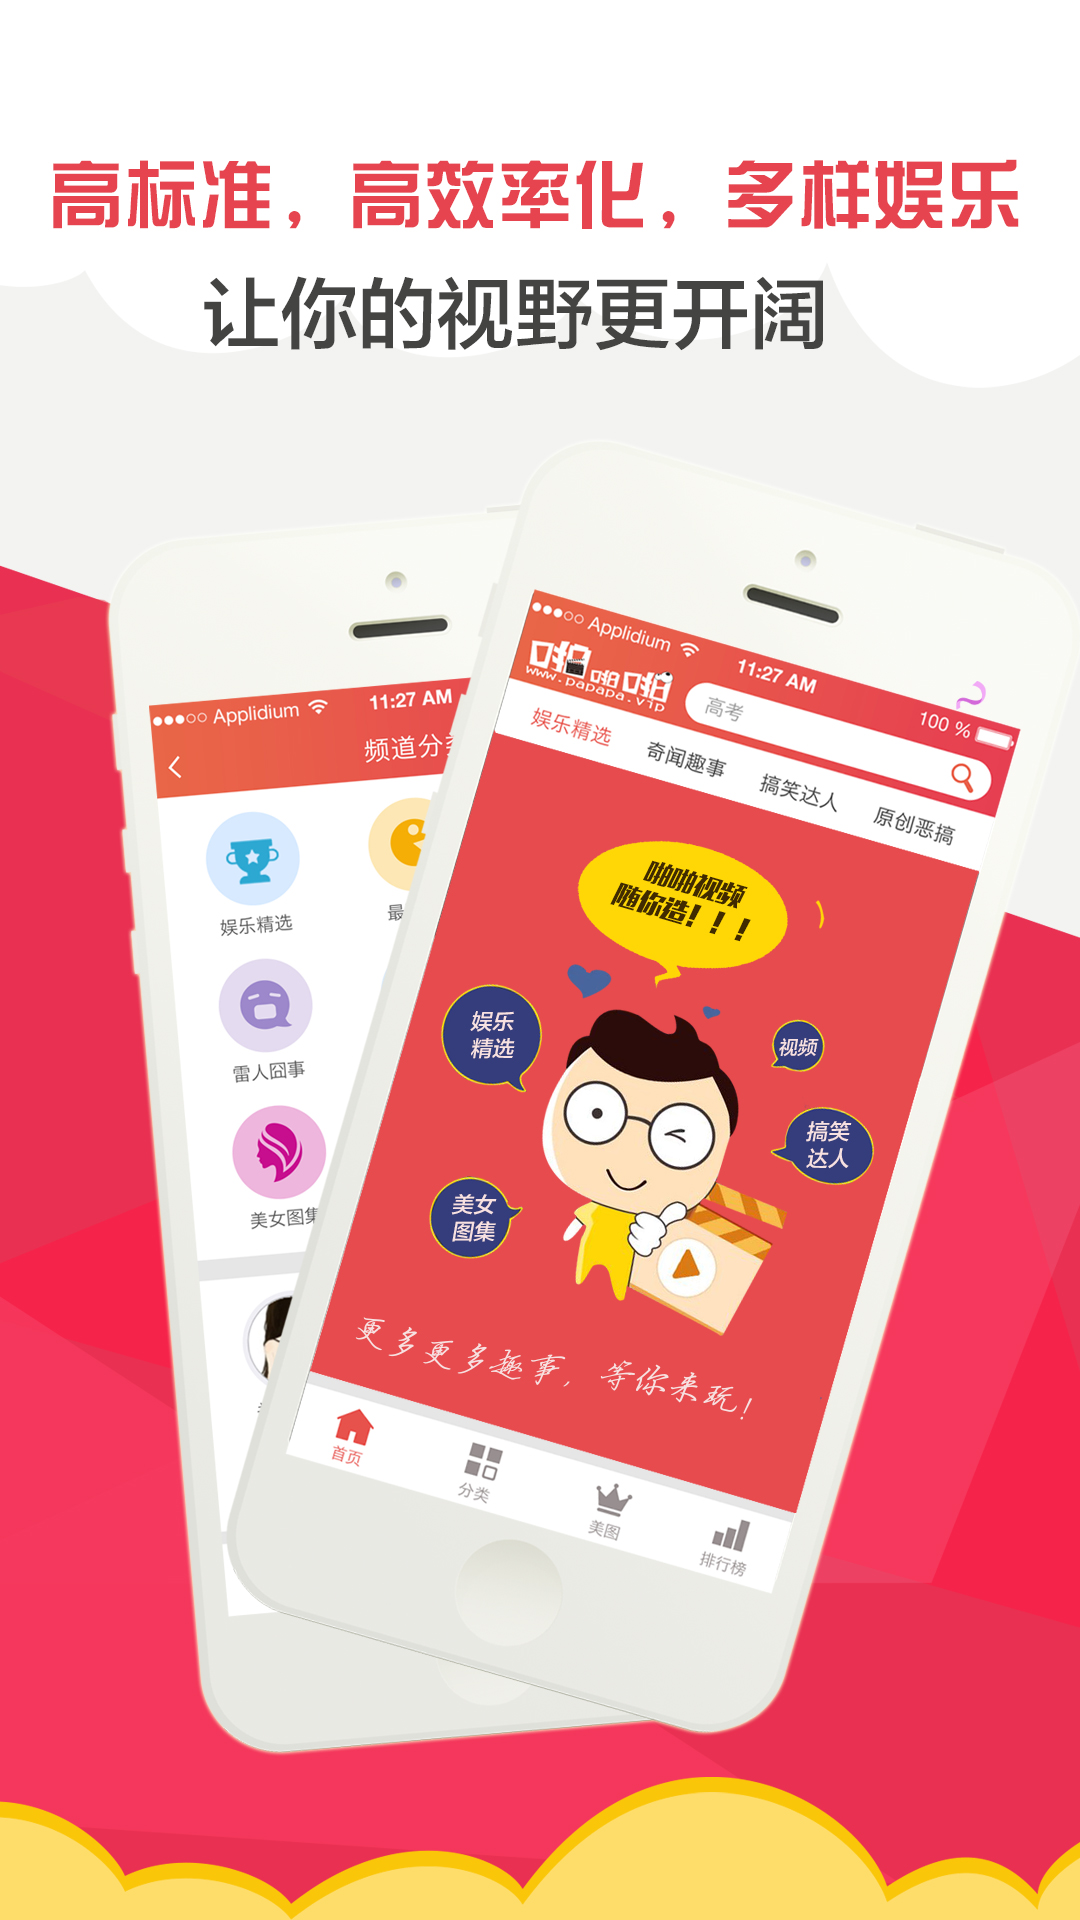 高标准，高效率化，多样娱乐
让你的视野更开阔
Applidium
11:27 AM
频道分类
娱乐精选
最
雷人囧事
美女图集
Applidium
11:27 AM
100 %
啪啪啪
www.papapa.vip
高考
娱乐精选
奇闻趣事
搞笑达人
原创恶搞
啪啪视频
随你造！！！
娱乐
精选
视频
搞笑
达人
美女
图集
更多更多趣事，等你来玩！
首页
分类
美图
排行榜